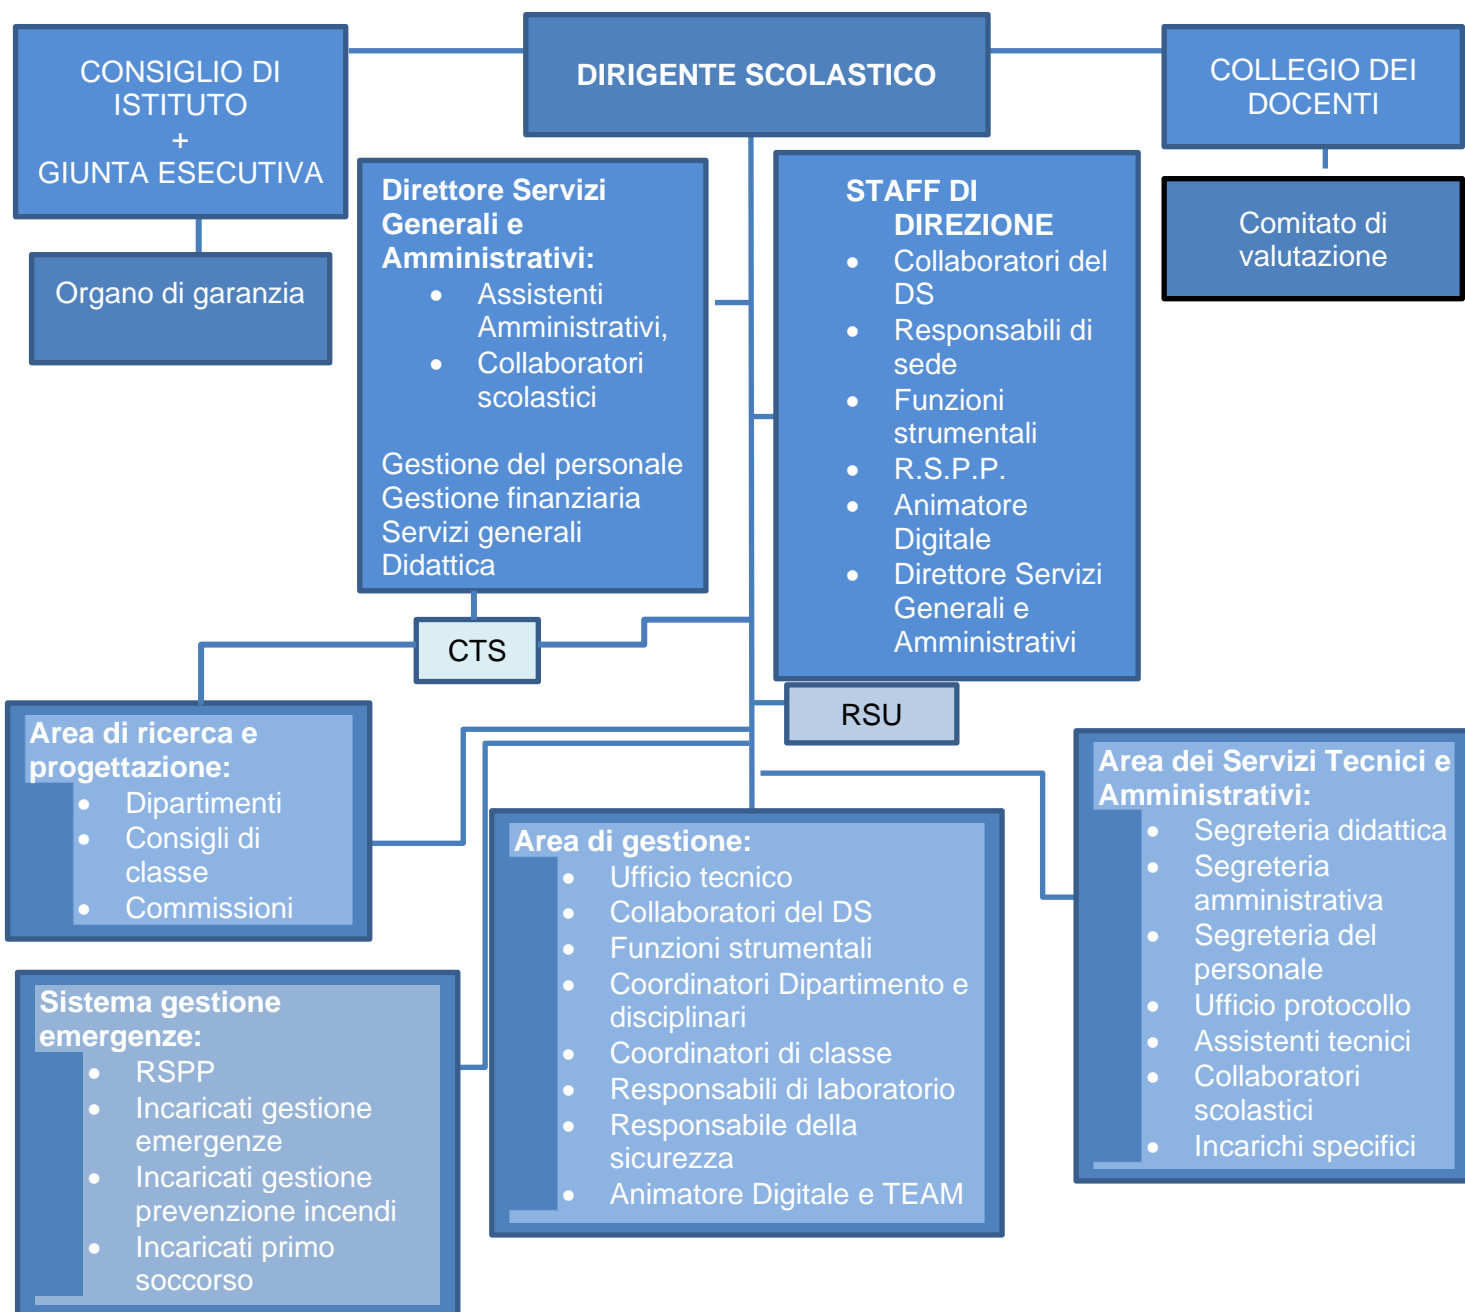 CONSIGLIO DI
ISTITUTO
+
GIUNTA ESECUTIVA
DIRIGENTE SCOLASTICO
COLLEGIO DEI
DOCENTI
Organo di garanzia
Direttore Servizi
Generali e
Amministrativi:
• Assistenti
Amministrativi,
• Collaboratori
scolastici
Gestione del personale
Gestione finanziaria
Servizi generali
Didattica
STAFF DI
DIREZIONE
• Collaboratori del
DS
• Responsabili di
sede
• Funzioni
strumentali
• R.S.P.P.
• Animatore
Digitale
• Direttore Servizi
Generali e
Amministrativi
Comitato di
valutazione
CTS
RSU
Area di ricerca e
progettazione:
• Dipartimenti
• Consigli di
classe
• Commissioni
Sistema gestione
emergenze:
• RSPP
• Incaricati gestione
emergenze
• Incaricati gestione
prevenzione incendi
• Incaricati primo
soccorso
Area di gestione:
• Ufficio tecnico
• Collaboratori del DS
• Funzioni strumentali
• Coordinatori Dipartimento e
disciplinari
• Coordinatori di classe
• Responsabili di laboratorio
• Responsabile della
sicurezza
• Animatore Digitale e TEAM
Area dei Servizi Tecnici e
Amministrativi:
• Segreteria didattica
• Segreteria
amministrativa
• Segreteria del
personale
• Ufficio protocollo
• Assistenti tecnici
• Collaboratori
scolastici
• Incarichi specifici